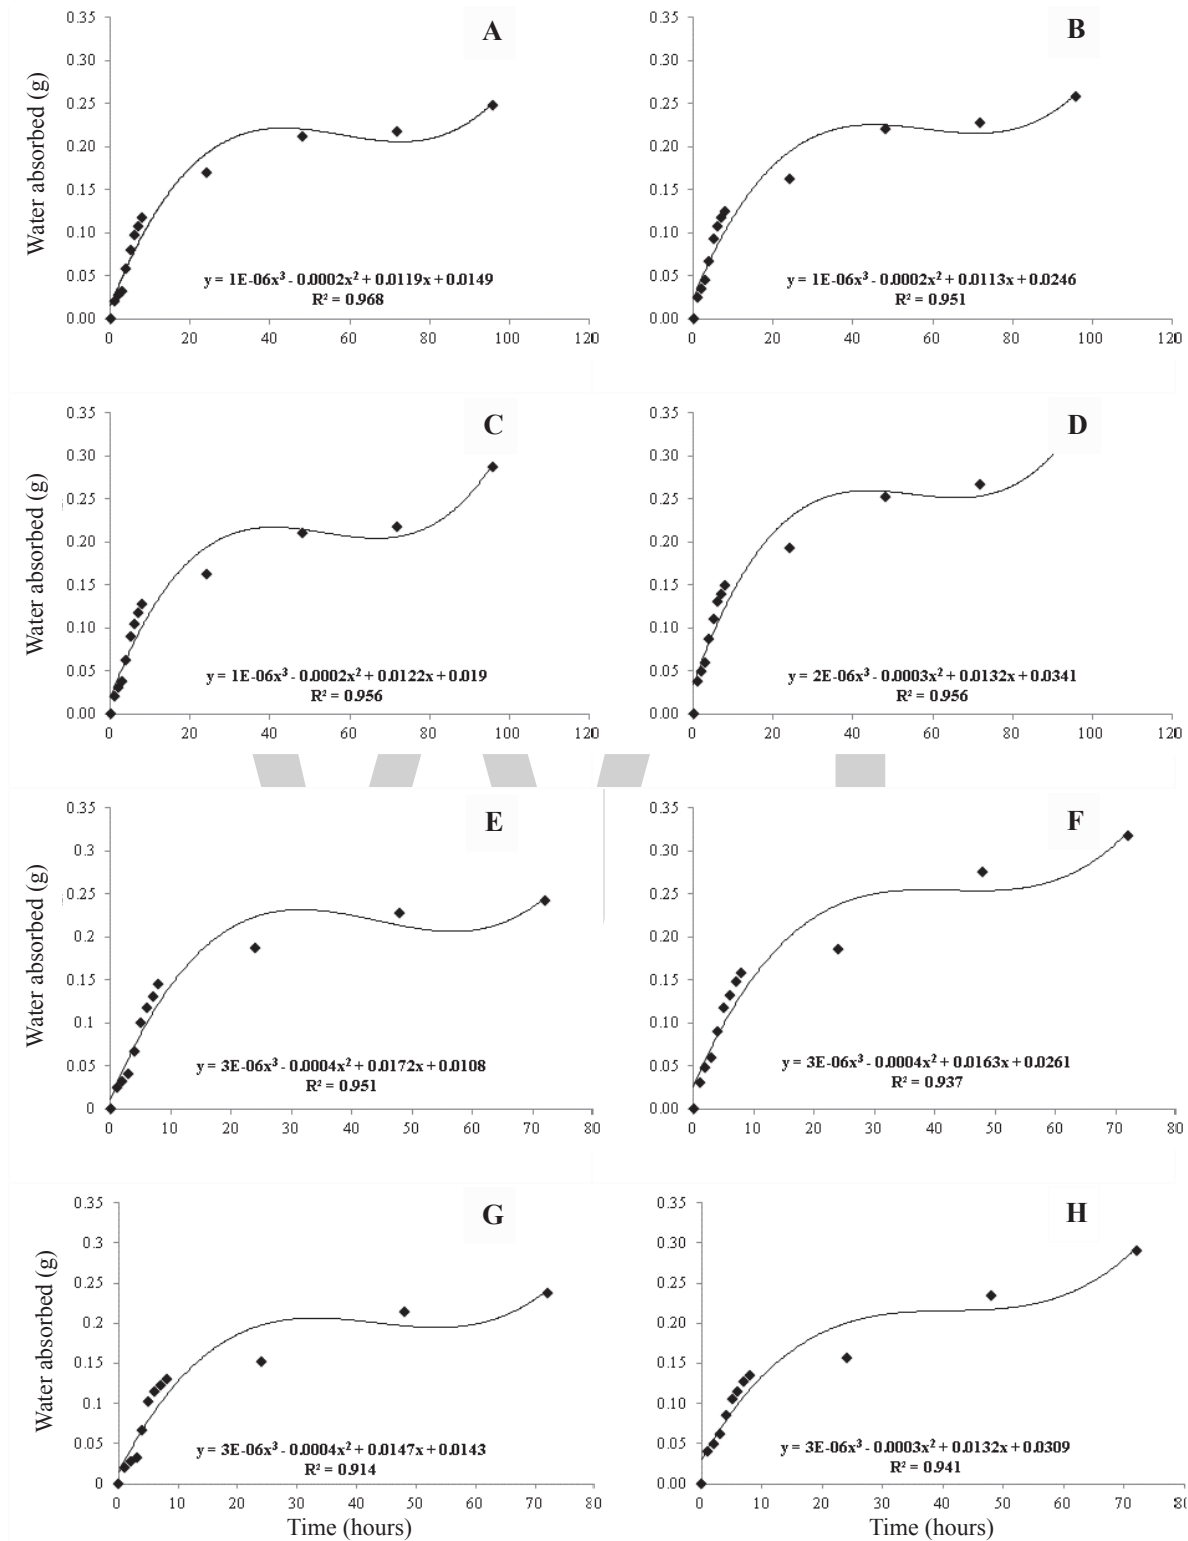 A
Water absorbed (g)
0.35
0.30
0.25
0.20
0.15
0.10
0.05
0.00
y = 1E-06x³ - 0.0002x² + 0.0119x + 0.0149
R² = 0.968
0 20 40 60 80 100 120
B
0.35
0.30
0.25
0.20
0.15
0.10
0.05
0.00
y = 1E-06x³ - 0.0002x² + 0.0113x + 0.0246
R² = 0.951
0 20 40 60 80 100 120
C
Water absorbed (g)
0.35
0.30
0.25
0.20
0.15
0.10
0.05
0.00
y = 1E-06x³ - 0.0002x² + 0.0122x + 0.019
R² = 0.956
0 20 40 60 80 100 120
D
0.35
0.30
0.25
0.20
0.15
0.10
0.05
0.00
y = 2E-06x³ - 0.0003x² + 0.0132x + 0.0341
R² = 0.956
0 20 40 60 80 100 120
E
Water absorbed (g)
0.35
0.3
0.25
0.2
0.15
0.10
0.05
0
y = 3E-06x³ - 0.0004x² + 0.0172x + 0.0108
R² = 0.951
0 10 20 30 40 50 60 70 80
F
0.35
0.30
0.25
0.20
0.15
0.10
0.05
0.00
y = 3E-06x³ - 0.0004x² + 0.0163x + 0.0261
R² = 0.937
0 10 20 30 40 50 60 70 80
G
Water absorbed (g)
0.35
0.3
0.25
0.2
0.15
0.1
0.05
0
y = 3E-06x³ - 0.0004x² + 0.0147x + 0.0143
R² = 0.914
0 10 20 30 40 50 60 70
Time (hours)
H
0.35
0.30
0.25
0.20
0.15
0.10
0.05
0.00
y = 3E-06x³ - 0.0003x² + 0.0132x + 0.0309
R² = 0.941
0 10 20 30 40 50 60 70
Time (hours)